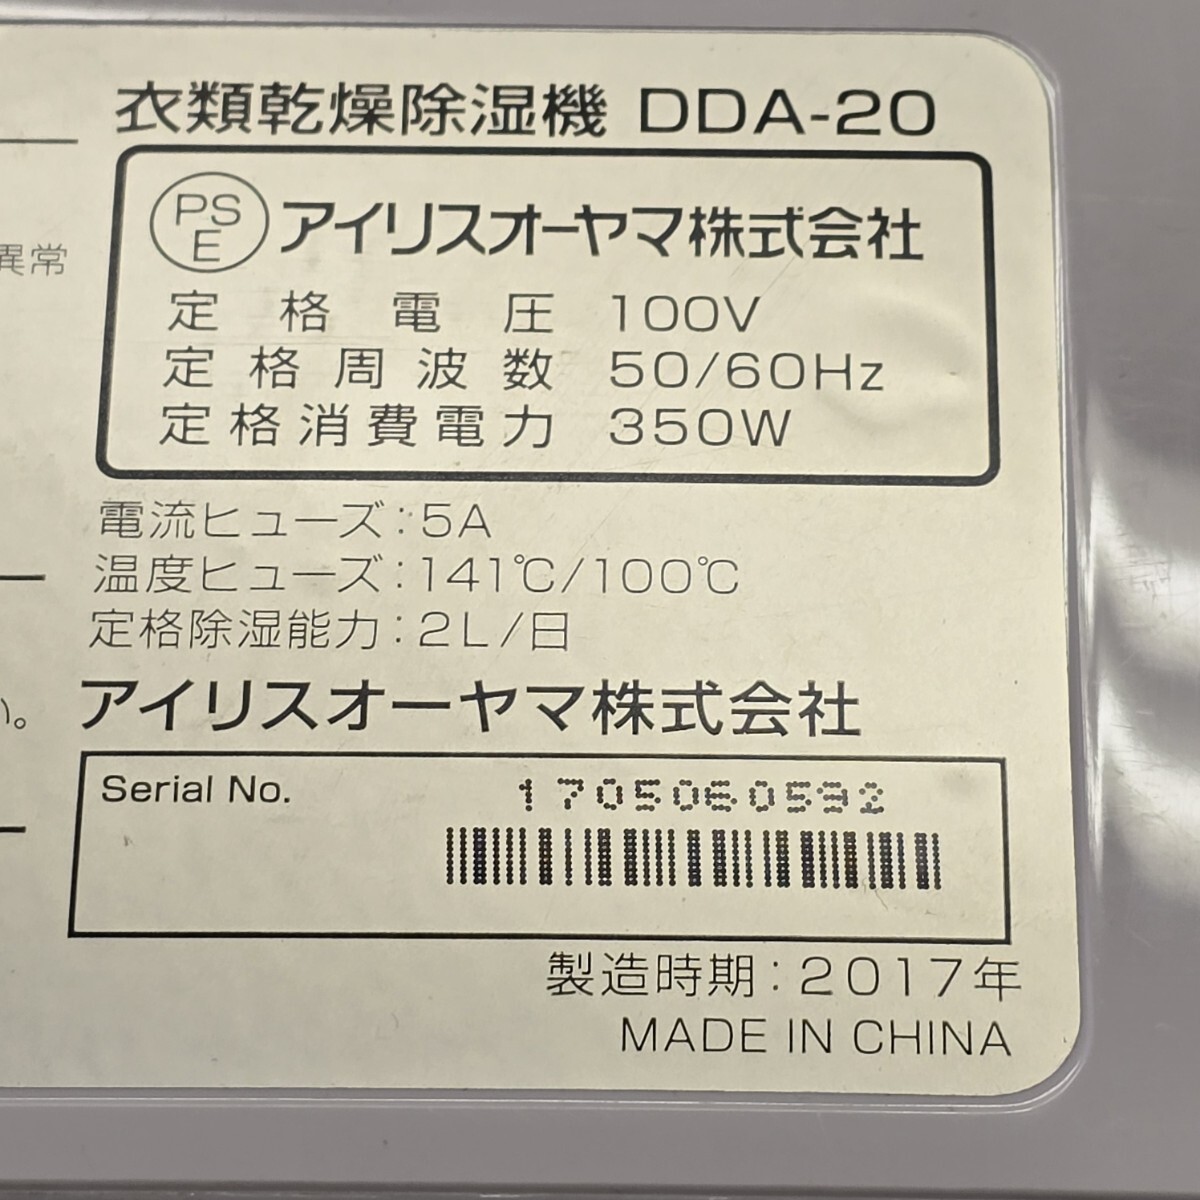 衣類乾燥除湿機 DDA-20
PS
E
アイリスオーヤマ株式会社
異常
定格電圧 100V
定格周波数 50/60Hz
定格消費電力 350W
電流ヒューズ:5A
温度ヒューズ:141℃/100℃
定格除湿能力:2L/日
い。
アイリスオーヤマ株式会社
Serial No. 1705060592
製造時期:2017年
MADE IN CHINA